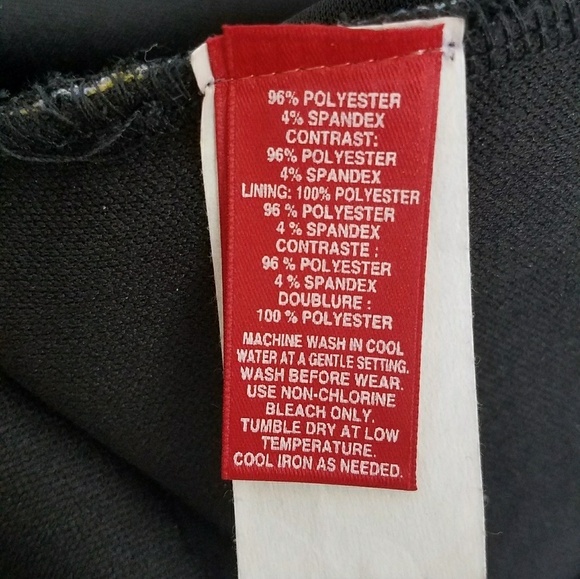 96% POLYESTER
4% SPANDEX
CONTRAST:
96% POLYESTER
4% SPANDEX
LINING: 100% POLYESTER
96 % POLYESTER
4 % SPANDEX
CONTRASTE :
96 % POLYESTER
4 % SPANDEX
DOUBLURE :
100 % POLYESTER
MACHINE WASH IN COOL
WATER AT A GENTLE SETTING.
WASH BEFORE WEAR.
USE NON-CHLORINE
BLEACH ONLY.
TUMBLE DRY AT LOW
TEMPERATURE.
COOL IRON AS NEEDED.